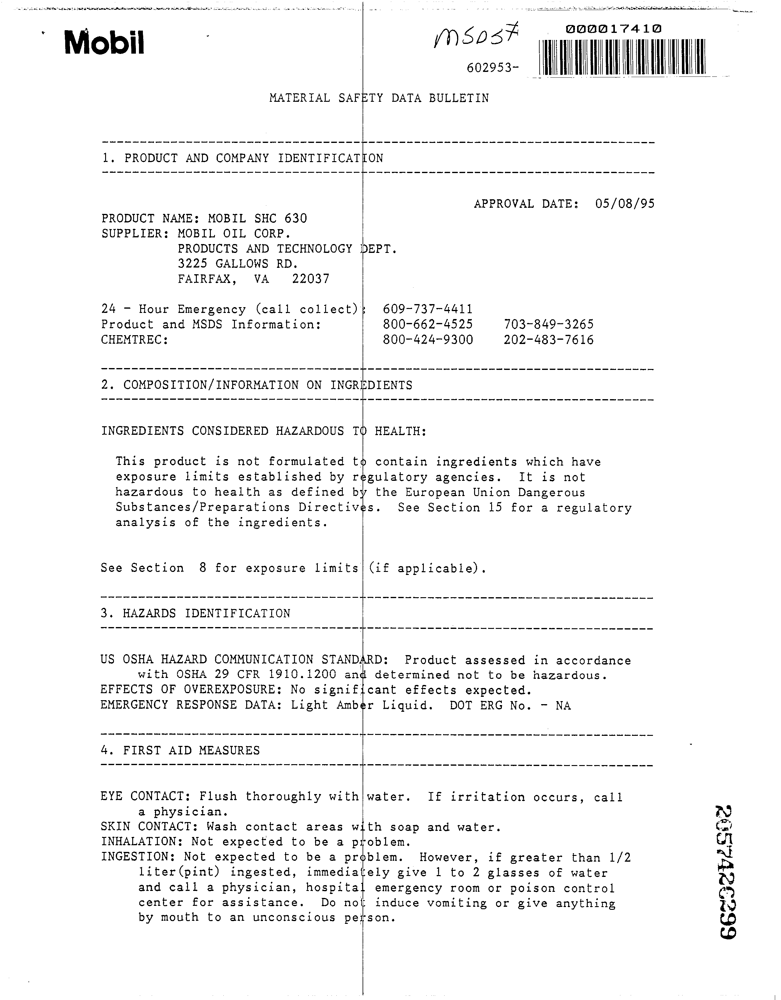 Mobil
MSDS7
000017410
602953-
MATERIAL SAFETY DATA BULLETIN
1. PRODUCT AND COMPANY IDENTIFICATION
APPROVAL DATE: 05/08/95
PRODUCT NAME: MOBIL SHC 630
SUPPLIER: MOBIL OIL CORP.
PRODUCTS AND TECHNOLOGY DEPT.
3225 GALLOWS RD.
FAIRFAX, VA 22037
24 - Hour Emergency (call collect): 609-737-4411
Product and MSDS Information: 800-662-4525 703-849-3265
CHEMTREC: 800-424-9300 202-483-7616
2. COMPOSITION/INFORMATION ON INGREDIENTS
INGREDIENTS CONSIDERED HAZARDOUS TO HEALTH:
This product is not formulated to contain ingredients which have
exposure limits established by regulatory agencies. It is not
hazardous to health as defined by the European Union Dangerous
Substances/Preparations Directives. See Section 15 for a regulatory
analysis of the ingredients.
See Section 8 for exposure limits (if applicable).
3. HAZARDS IDENTIFICATION
US OSHA HAZARD COMMUNICATION STANDARD: Product assessed in accordance
with OSHA 29 CFR 1910.1200 and determined not to be hazardous.
EFFECTS OF OVEREXPOSURE: No significant effects expected.
EMERGENCY RESPONSE DATA: Light Amber Liquid. DOT ERG No. - NA
4. FIRST AID MEASURES
EYE CONTACT: Flush thoroughly with water. If irritation occurs, call
a physician.
SKIN CONTACT: Wash contact areas with soap and water.
INHALATION: Not expected to be a problem.
INGESTION: Not expected to be a problem. However, if greater than 1/2
liter(pint) ingested, immediately give 1 to 2 glasses of water
and call a physician, hospital emergency room or poison control
center for assistance. Do not induce vomiting or give anything
by mouth to an unconscious person.
2057426299